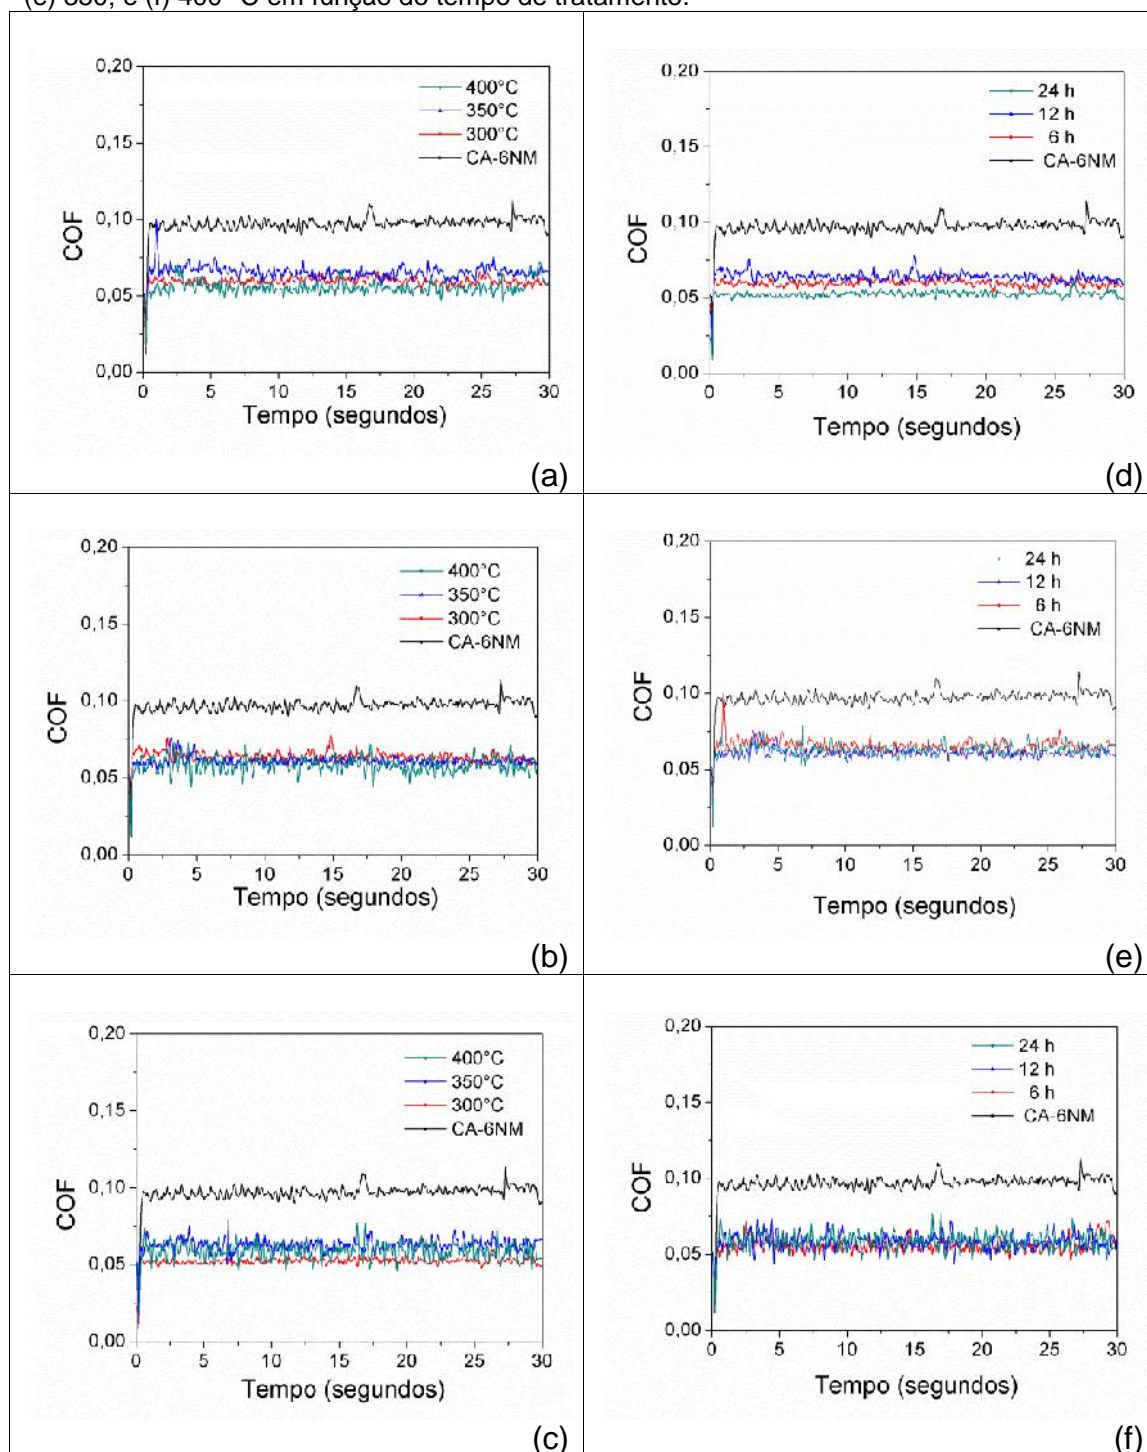 (e) 350, e (f) 400 °C em função do tempo de tratamento.
0,20
0,15
0,10
0,05
0,00
COF
400°C
350°C
300°C
CA-6NM
0 5 10 15 20 25 30
Tempo (segundos)
(a)
0,20
0,15
0,10
0,05
0,00
COF
24 h
12 h
6 h
CA-6NM
0 5 10 15 20 25 30
Tempo (segundos)
(d)
0,20
0,15
0,10
0,05
0,00
COF
400°C
350°C
300°C
CA-6NM
0 5 10 15 20 25 30
Tempo (segundos)
(b)
0,20
0,15
0,10
0,05
0,00
COF
24 h
12 h
6 h
CA-6NM
0 5 10 15 20 25 30
Tempo (segundos)
(e)
0,20
0,15
0,10
0,05
0,00
COF
400°C
350°C
300°C
CA-6NM
0 5 10 15 20 25 30
Tempo (segundos)
(c)
0,20
0,15
0,10
0,05
0,00
COF
24 h
12 h
6 h
CA-6NM
0 5 10 15 20 25 30
Tempo (segundos)
(f)